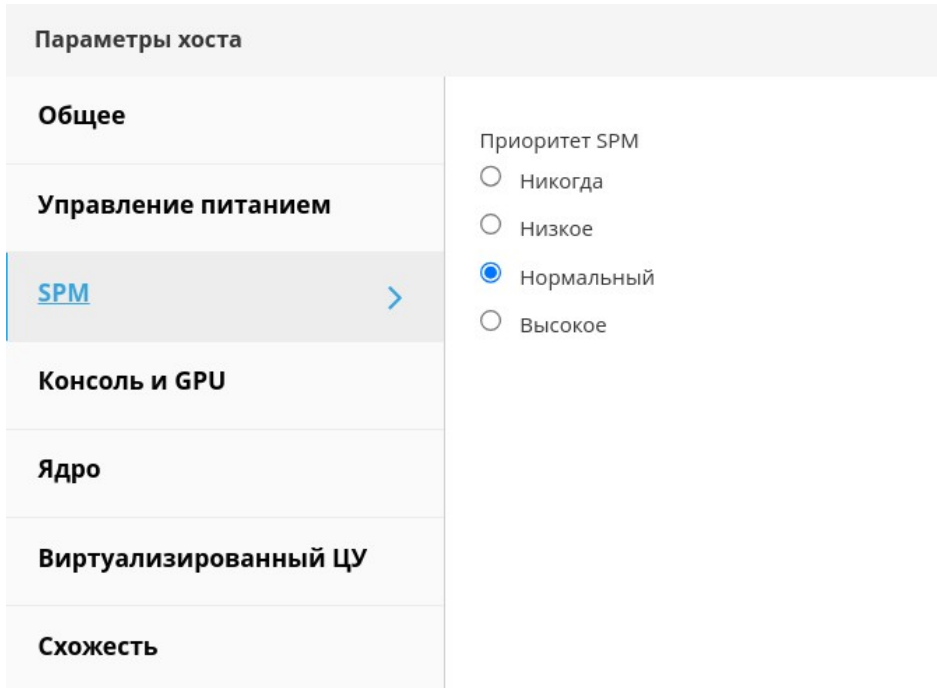 Параметры хоста
Общее
Управление питанием
SPM
Консоль и GPU
Ядро
Виртуализированный ЦУ
Схожесть
Приоритет SPM
Никогда
Низкое
Нормальный
Высокое